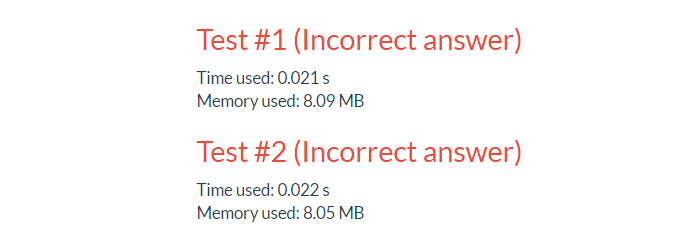 Test #1 (Incorrect answer)
Time used: 0.021 s
Memory used: 8.09 MB
Test #2 (Incorrect answer)
Time used: 0.022 s
Memory used: 8.05 MB